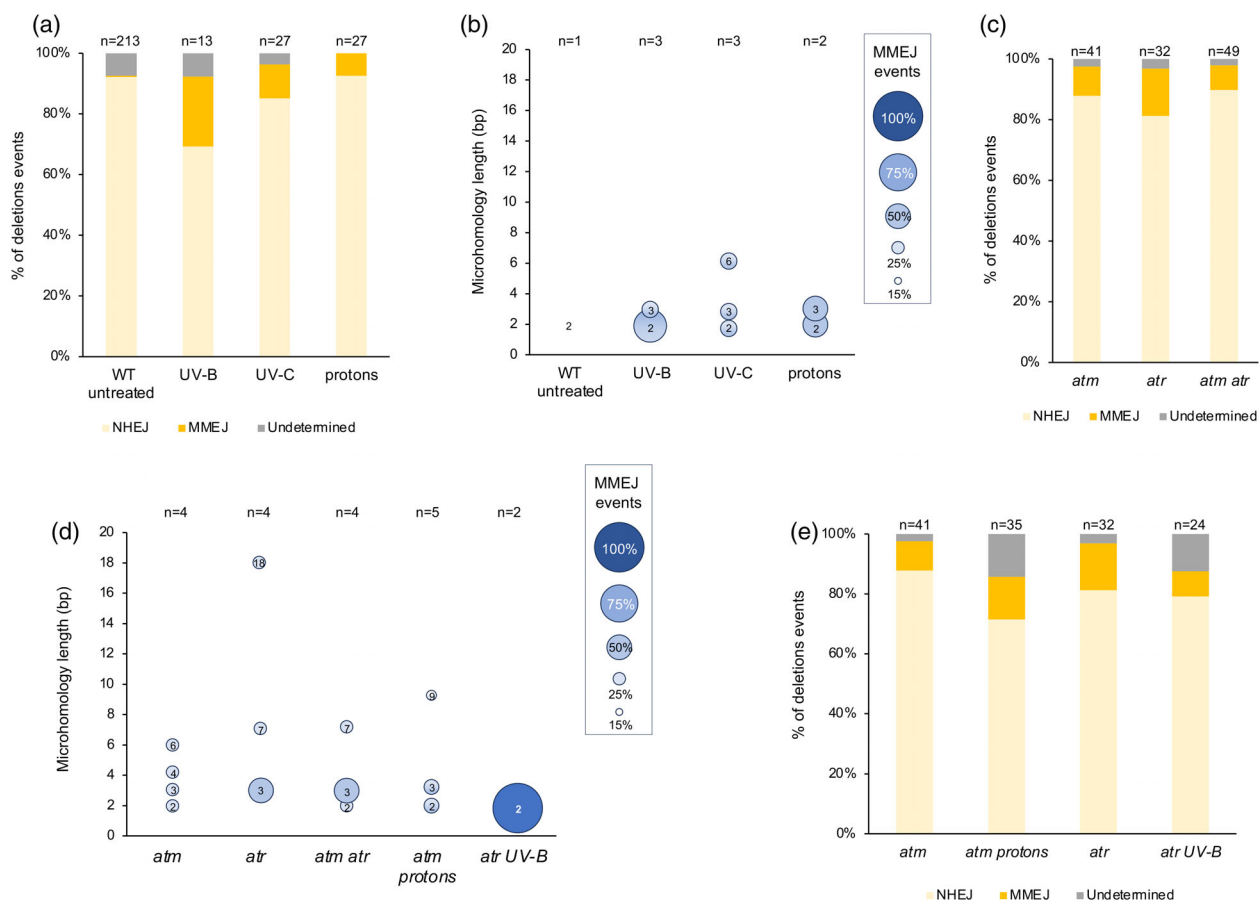 (a)
n=213 n=13 n=27 n=27
100%
80%
60%
40%
20%
0%
% of deletions events
WT untreated UV-B UV-C protons
NHEJ MMEJ Undetermined
(b)
n=1 n=3 n=3 n=2
20
18
16
14
12
10
8
6
4
2
0
Microhomology length (bp)
2
3
2
6
3
2
3
2
WT untreated UV-B UV-C protons
MMEJ
events
100%
75%
50%
25%
15%
(c)
n=41 n=32 n=49
100%
80%
60%
40%
20%
0%
% of deletions events
atm atr atm atr
NHEJ MMEJ Undetermined
(d)
n=4 n=4 n=4 n=5 n=2
20
18
16
14
12
10
8
6
4
2
0
Microhomology length (bp)
6
4
3
2
18
7
3
7
3
2
9
3
2
2
atm atr atm atr atm protons atr UV-B
MMEJ
events
100%
75%
50%
25%
15%
(e)
n=41 n=35 n=32 n=24
100%
80%
60%
40%
20%
0%
% of deletions events
atm atm protons atr atr UV-B
NHEJ MMEJ Undetermined